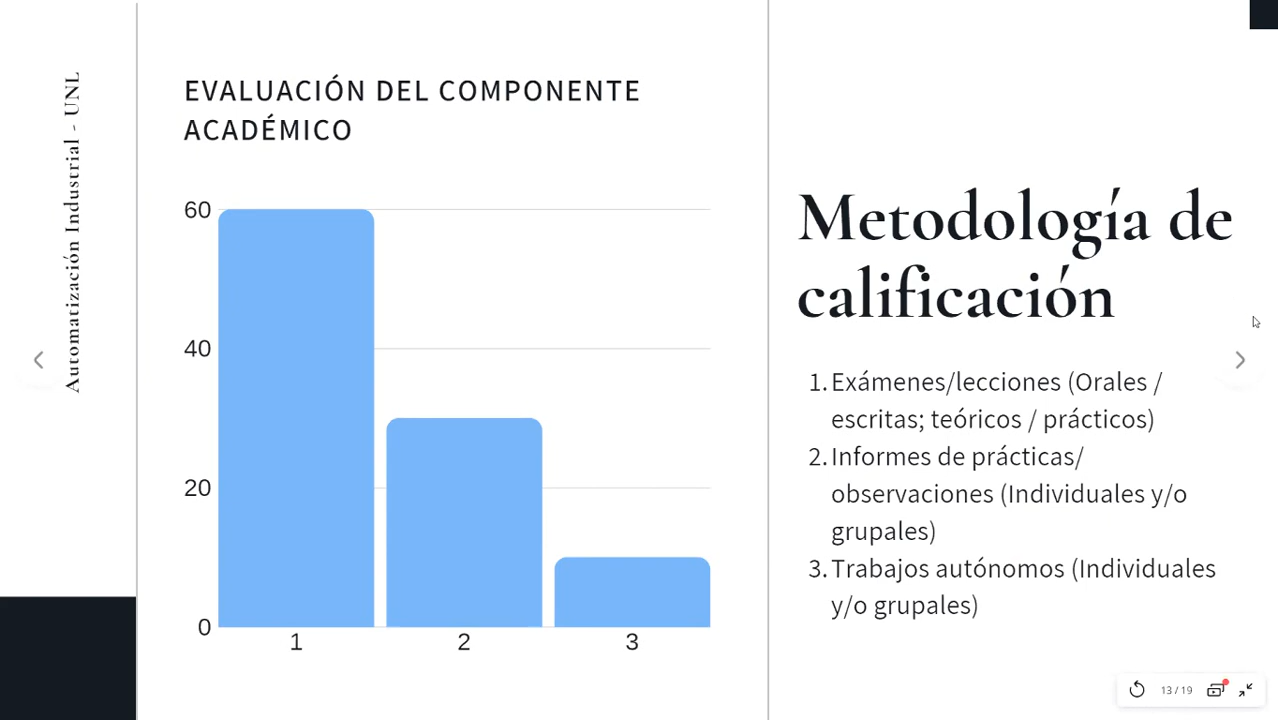 Automatización Industrial - UNL
EVALUACIÓN DEL COMPONENTE
ACADÉMICO
60
40
20
0
1
2
3
Metodología de
calificación
1. Exámenes/lecciones (Orales /
escritas; teóricos / prácticos)
2. Informes de prácticas/
observaciones (Individuales y/o
grupales)
3. Trabajos autónomos (Individuales
y/o grupales)
13 / 19